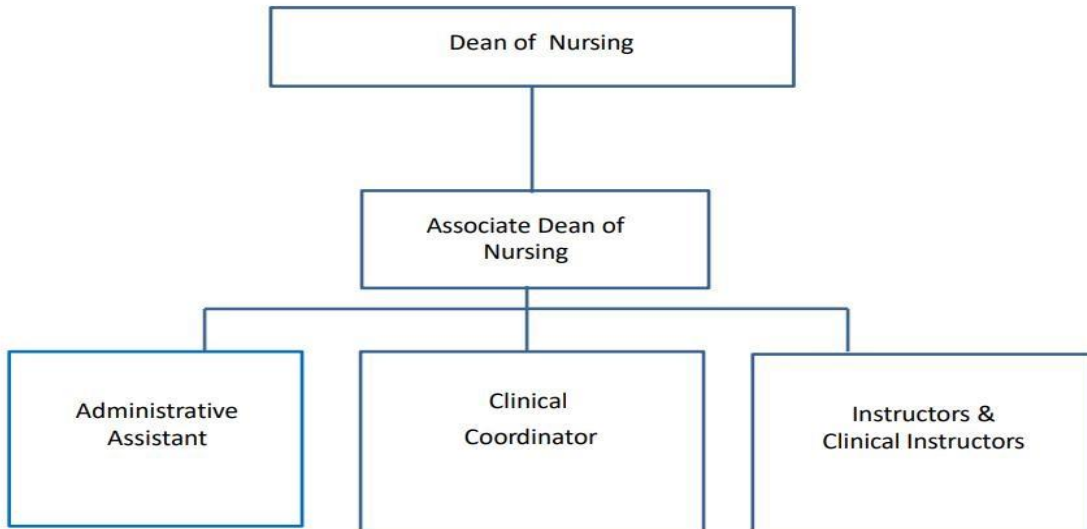 Dean of Nursing
Associate Dean of
Nursing
Administrative
Assistant
Clinical
Coordinator
Instructors &
Clinical Instructors